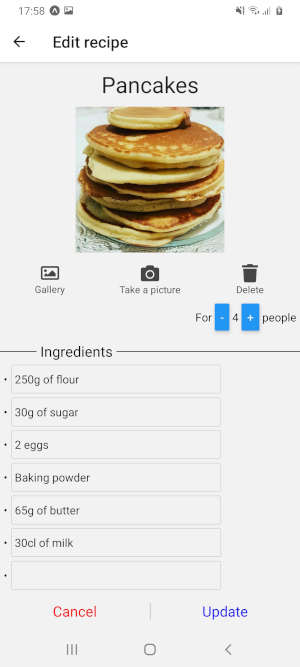 17:58
Edit recipe
Pancakes
Gallery Take a picture Delete
For - 4 + people
Ingredients
• 250g of flour
• 30g of sugar
• 2 eggs
• Baking powder
• 65g of butter
• 30cl of milk
•
Cancel Update